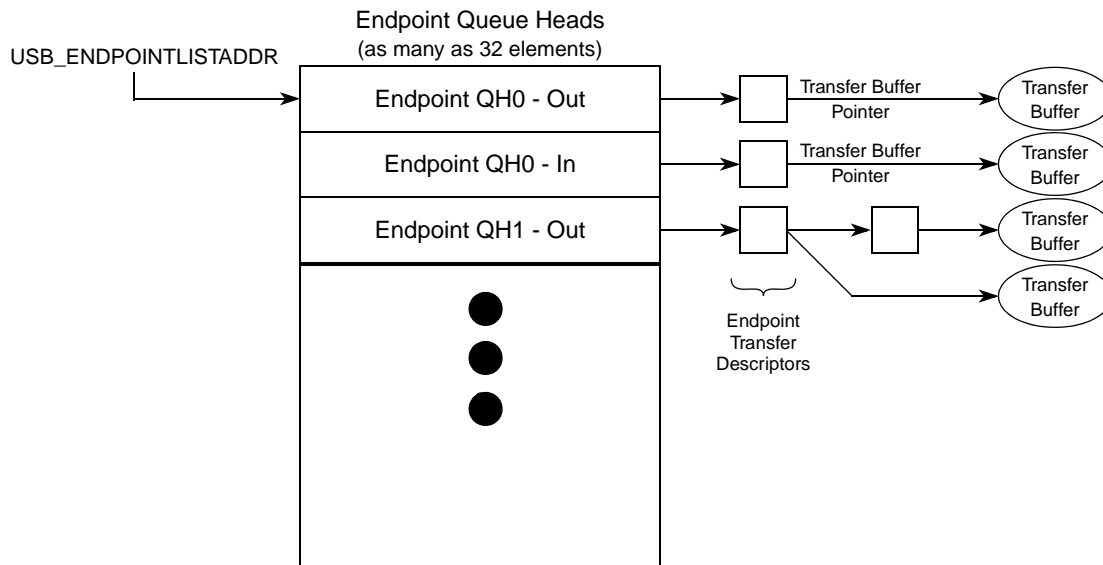 Endpoint Queue Heads
(as many as 32 elements)
USB_ENDPOINTLISTADDR
Endpoint QH0 - Out
Transfer Buffer
Pointer
Transfer
Buffer
Endpoint QH0 - In
Transfer Buffer
Pointer
Transfer
Buffer
Endpoint QH1 - Out
Transfer
Buffer
Transfer
Buffer
Endpoint
Transfer
Descriptors